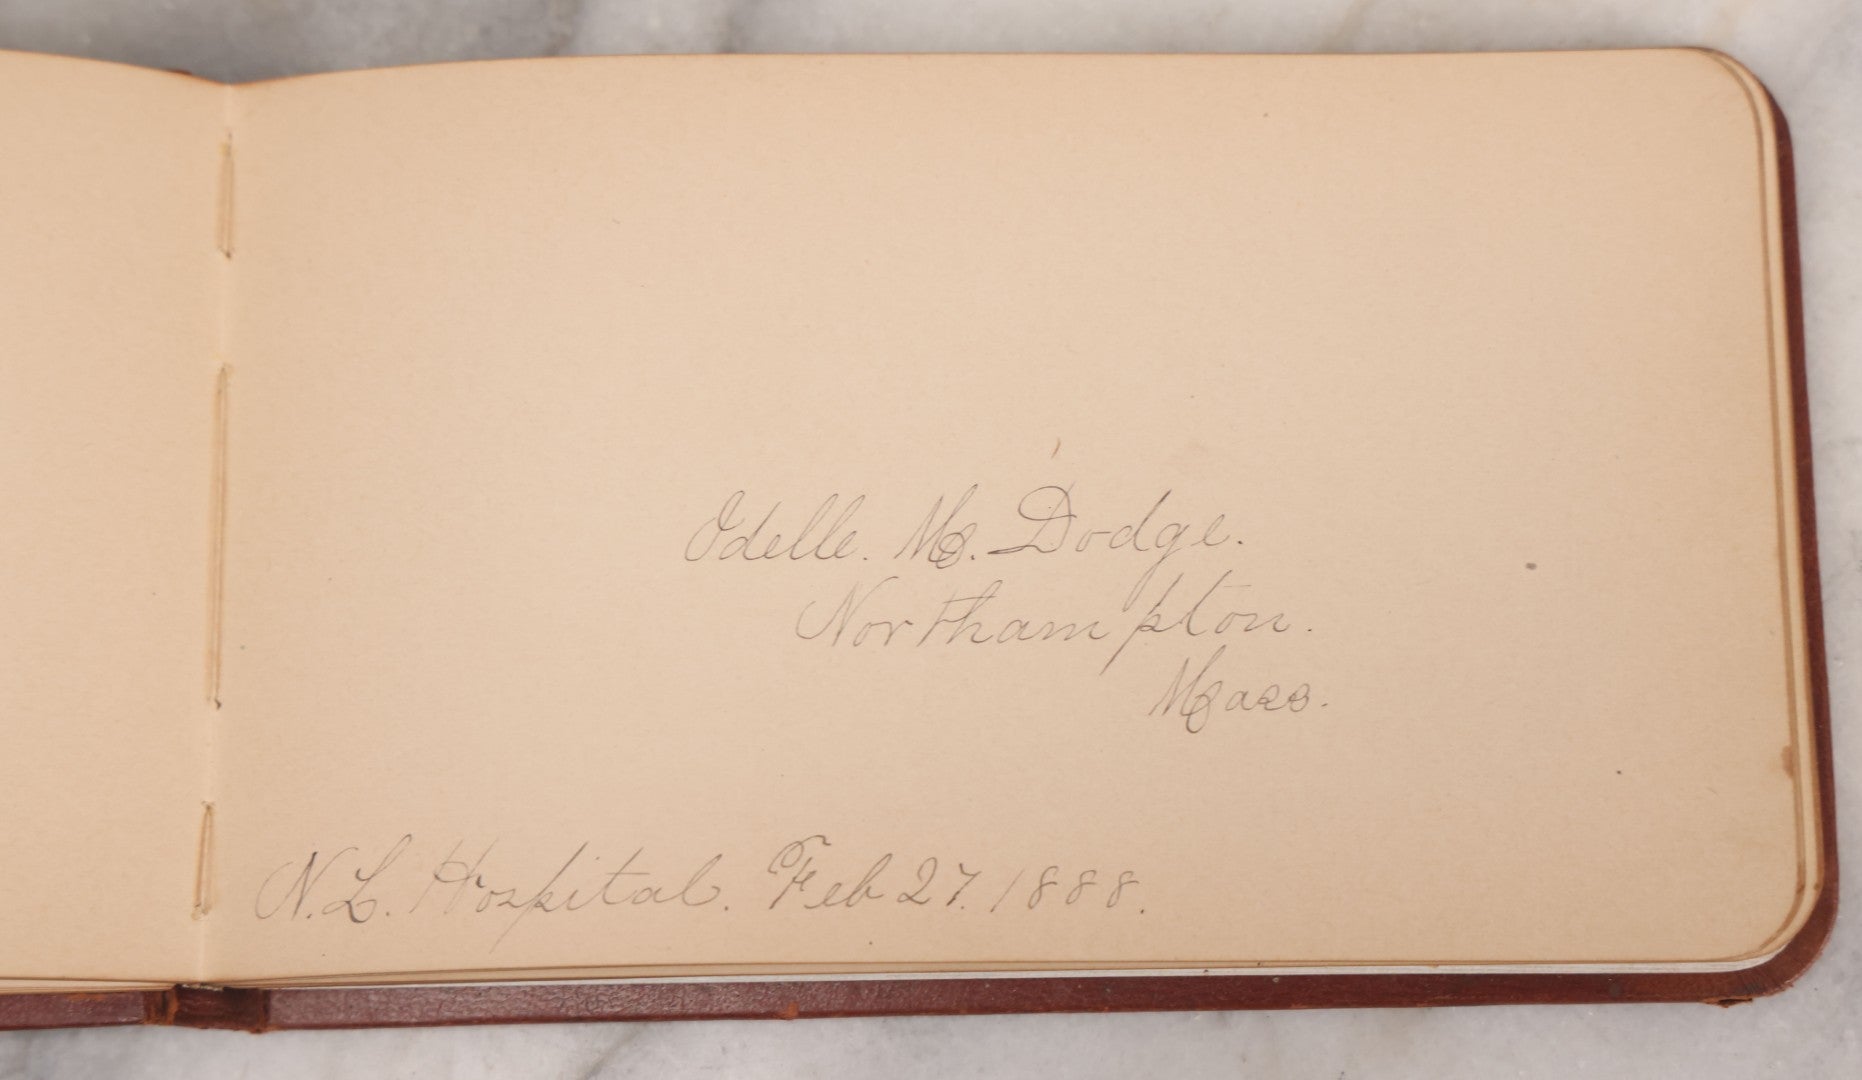 Odelle. M. Dodge.
Northampton.
Mass.
N. L. Hospital. Feb 27. 1888.